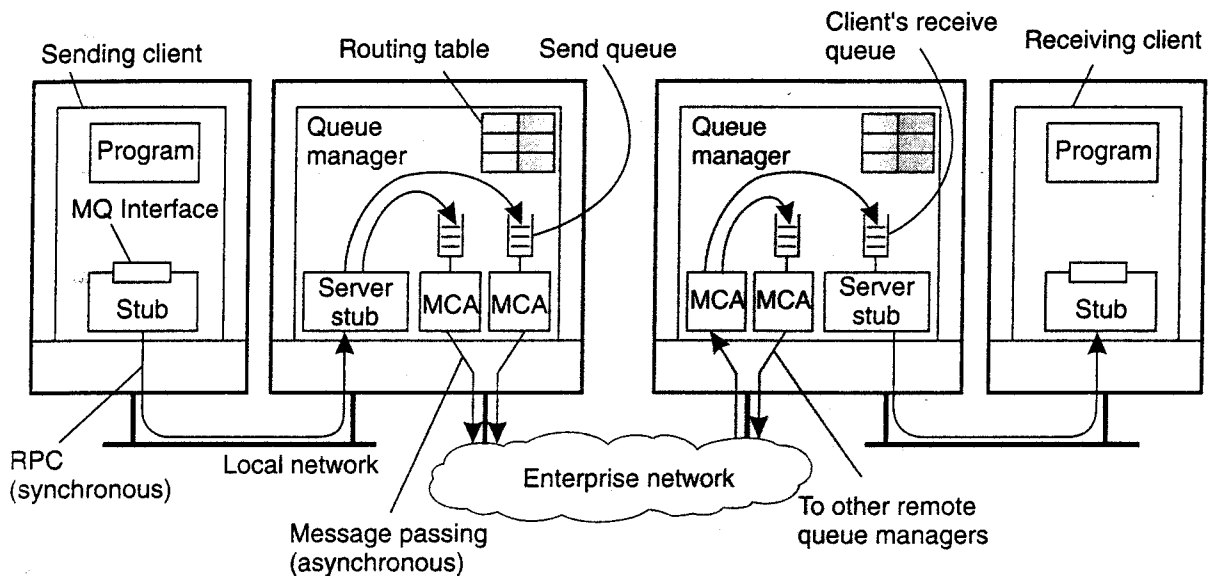 Sending client
Routing table
Send queue
Client's receive
queue
Receiving client
Program
MQ Interface
Stub
Queue
manager
Server
stub
MCA
MCA
Queue
manager
MCA
MCA
Server
stub
Program
Stub
RPC
(synchronous)
Local network
Message passing
(asynchronous)
Enterprise network
To other remote
queue managers